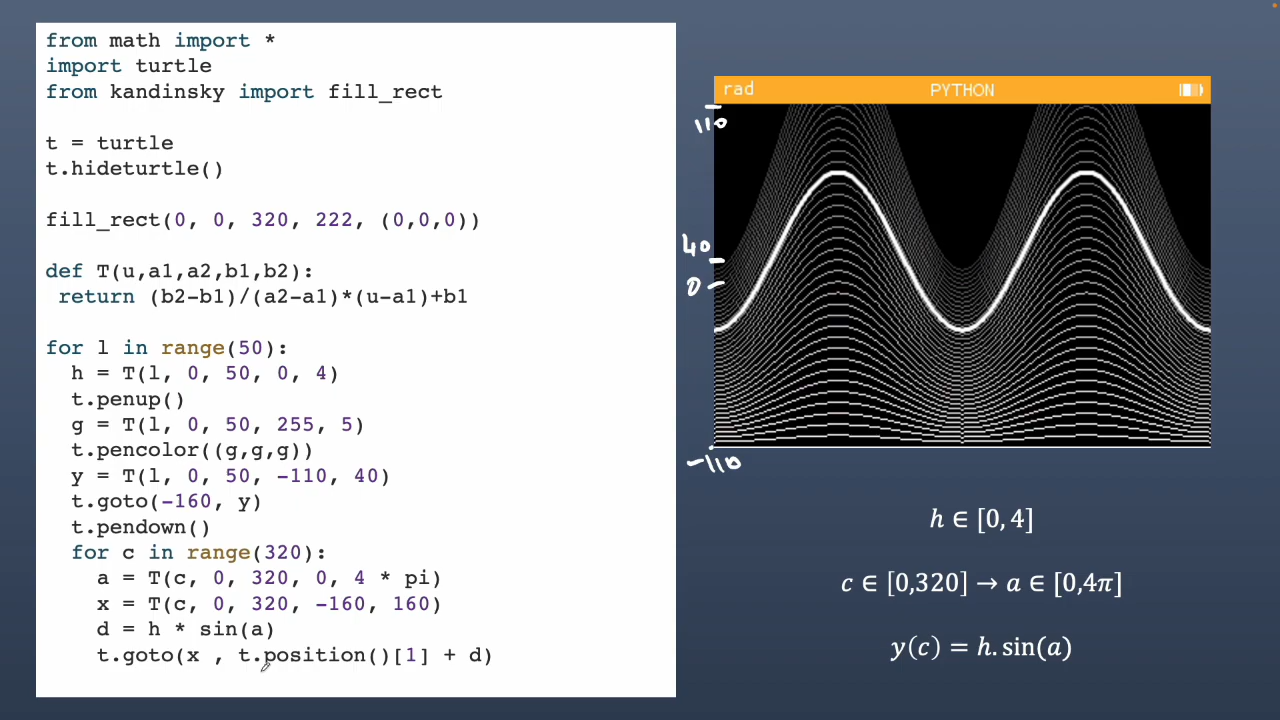 from math import *
import turtle
from kandinsky import fill_rect
t = turtle
t.hideturtle()
fill_rect(0, 0, 320, 222, (0,0,0))
def T(u,a1,a2,b1,b2):
 return (b2-b1)/(a2-a1)*(u-a1)+b1
for l in range(50):
  h = T(l, 0, 50, 0, 4)
  t.penup()
  g = T(l, 0, 50, 255, 5)
  t.pencolor((g,g,g))
  y = T(l, 0, 50, -110, 40)
  t.goto(-160, y)
  t.pendown()
  for c in range(320):
    a = T(c, 0, 320, 0, 4 * pi)
    x = T(c, 0, 320, -160, 160)
    d = h * sin(a)
    t.goto(x , t.position()[1] + d)
rad PYTHON
110
40
0
-110
h ∈ [0, 4]
c ∈ [0,320] → a ∈ [0,4π]
y(c) = h. sin(a)